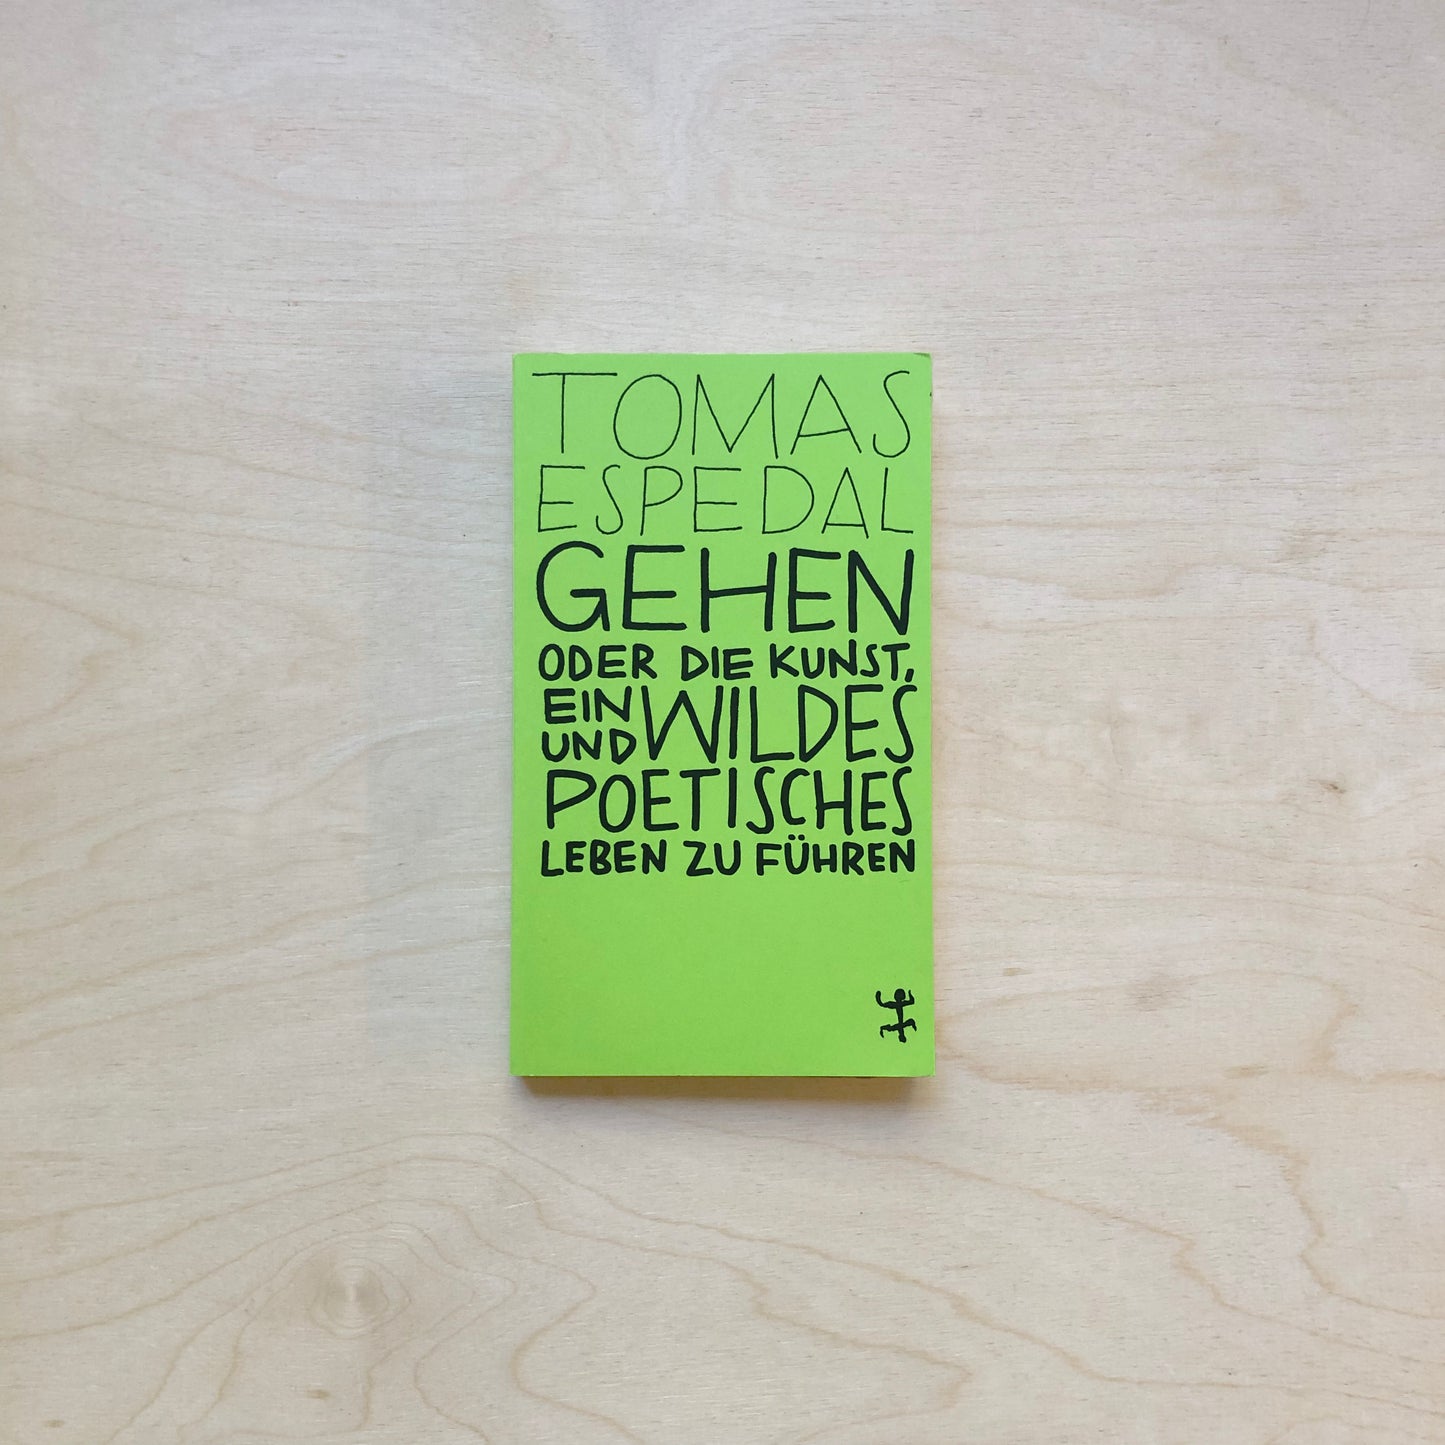 TOMAS
ESPEDAL
GEHEN
ODER DIE KUNST,
EIN WILDES
UND
POETISCHES
LEBEN ZU FÜHREN